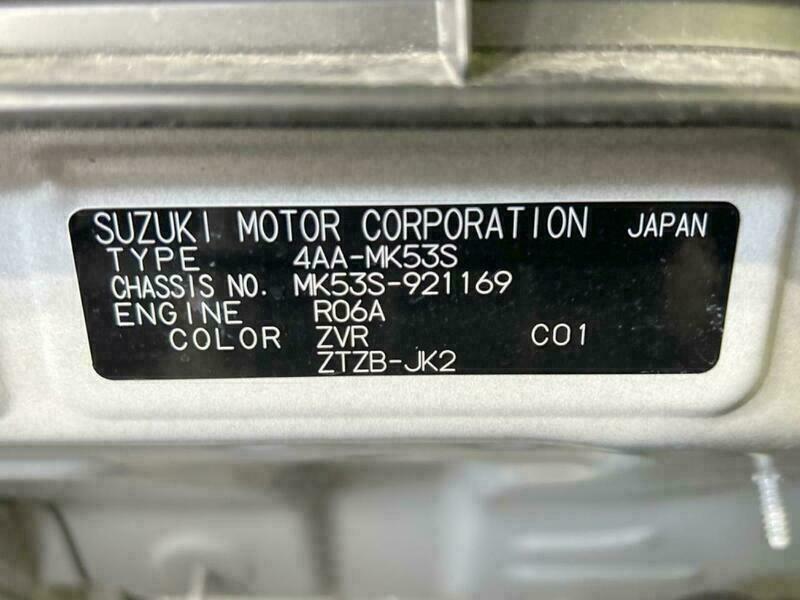 SUZUKI MOTOR CORPORATION JAPAN
TYPE 4AA-MK53S
CHASSIS NO. MK53S-921169
ENGINE R06A
COLOR ZVR C01
ZTZB-JK2